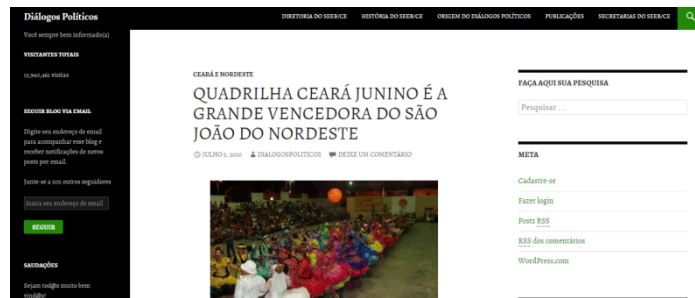 Diálogos Políticos
DIRETORIA DO SEEB/CE HISTÓRIA DO SEEB/CE ORIGEM DO DIÁLOGOS POLÍTICOS PUBLICAÇÕES SECRETARIAS DO SEEB/CE
Você sempre bem informado(a)
VISITANTES TOTAIS
12,940,461 visitas
SEGUIR BLOG VIA EMAIL
Digite seu endereço de email
para acompanhar esse blog e
receber notificações de novos
posts por email.
Junte-se a 505 outros seguidores
Insira seu endereço de email
SEGUIR
SAUDAÇÕES
Sejam tod@s muito bem
vind@s!
CEARÁ E NORDESTE
QUADRILHA CEARÁ JUNINO É A
GRANDE VENCEDORA DO SÃO
JOÃO DO NORDESTE
JULHO 2, 2010 DIALOGOSPOLITICOS DEIXE UM COMENTÁRIO
FAÇA AQUI SUA PESQUISA
Pesquisar ...
META
Cadastre-se
Fazer login
Posts RSS
RSS dos comentários
WordPress.com